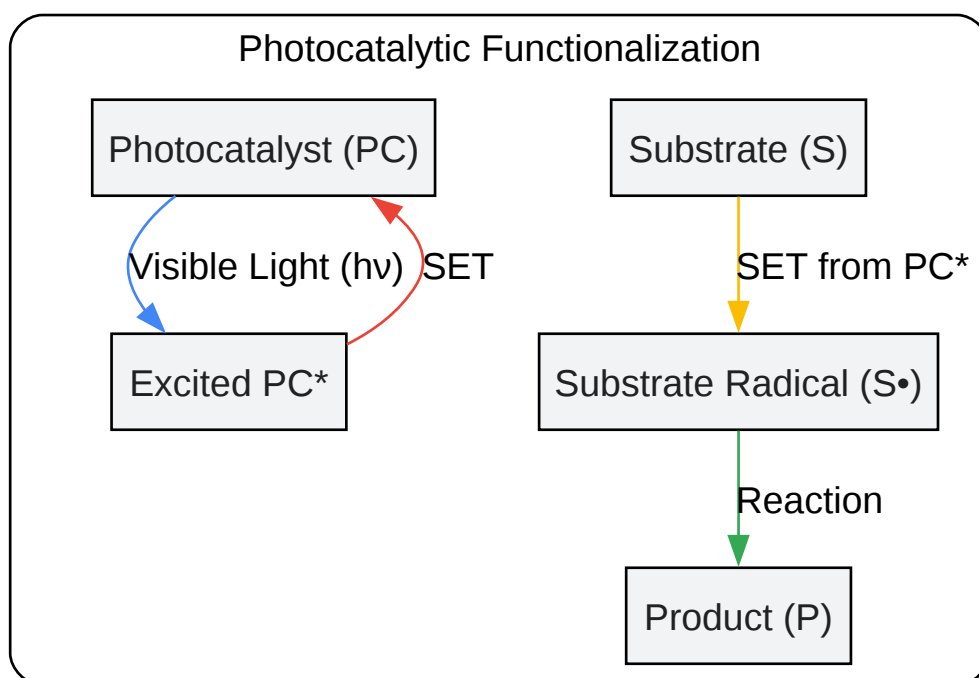 Photocatalytic Functionalization
Photocatalyst (PC)
Substrate (S)
Visible Light (hν)
SET
SET from PC*
Excited PC*
Substrate Radical (S•)
Reaction
Product (P)